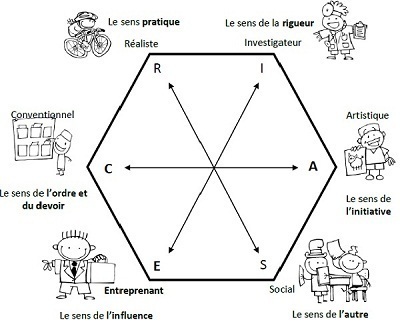 Le sens pratique
Le sens de la rigueur
Réaliste
Investigateur
R
I
Conventionnel
Artistique
C
A
Le sens de l'ordre et
du devoir
Le sens de
l'initiative
E
S
Entreprenant
Social
Le sens de l'influence
Le sens de l'autre